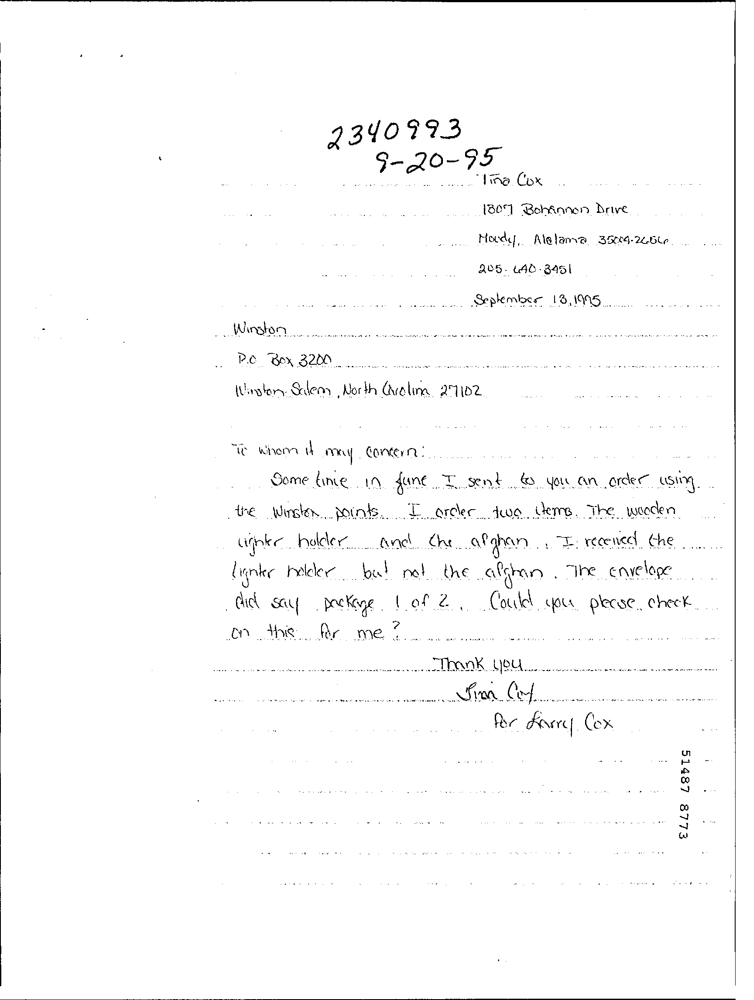 2340993
9-20-95
Tina Cox
1807 Bohannon Drive
Moody, Alabama
205-640-3451
September 13, 1995
Winston
P.O Box 3200
Winston-Salem, North Carolina 27102
To whom it may concern:
Some time in June I sent to you an order using
the Winston points. I order two items. The wooden
lighter holder and the afghan. I received the
lighter holder but not the afghan. The envelope
did say package 1 of 2. Could you please check
on this for me?
Thank you
Tina Cox
for Larry Cox
51487 8773